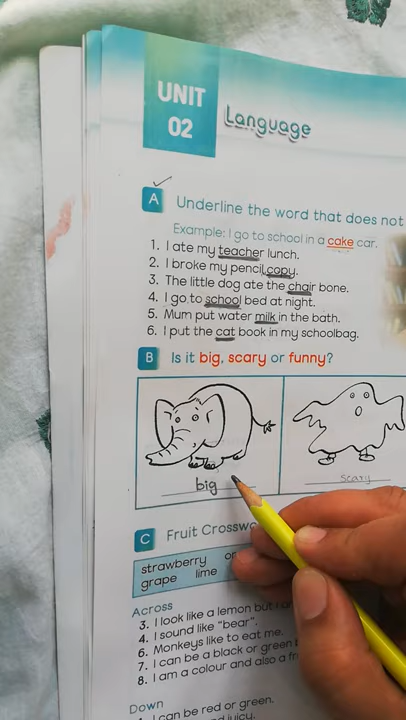 UNIT
02
Language
A Underline the word that does not
Example: I go to school in a cake car.
1. I ate my teacher lunch.
2. I broke my pencil copy.
3. The little dog ate the chair bone.
4. I go to school bed at night.
5. Mum put water milk in the bath.
6. I put the cat book in my schoolbag.
B Is it big, scary or funny?
big scary
C Fruit
strawberry
grape lime
Across
3. I look like a lemon but I
4. I sound like "bear".
6. Monkeys like to eat me.
7. I can be a black or green
8. I am a colour and also a
Down
I can be red or green.